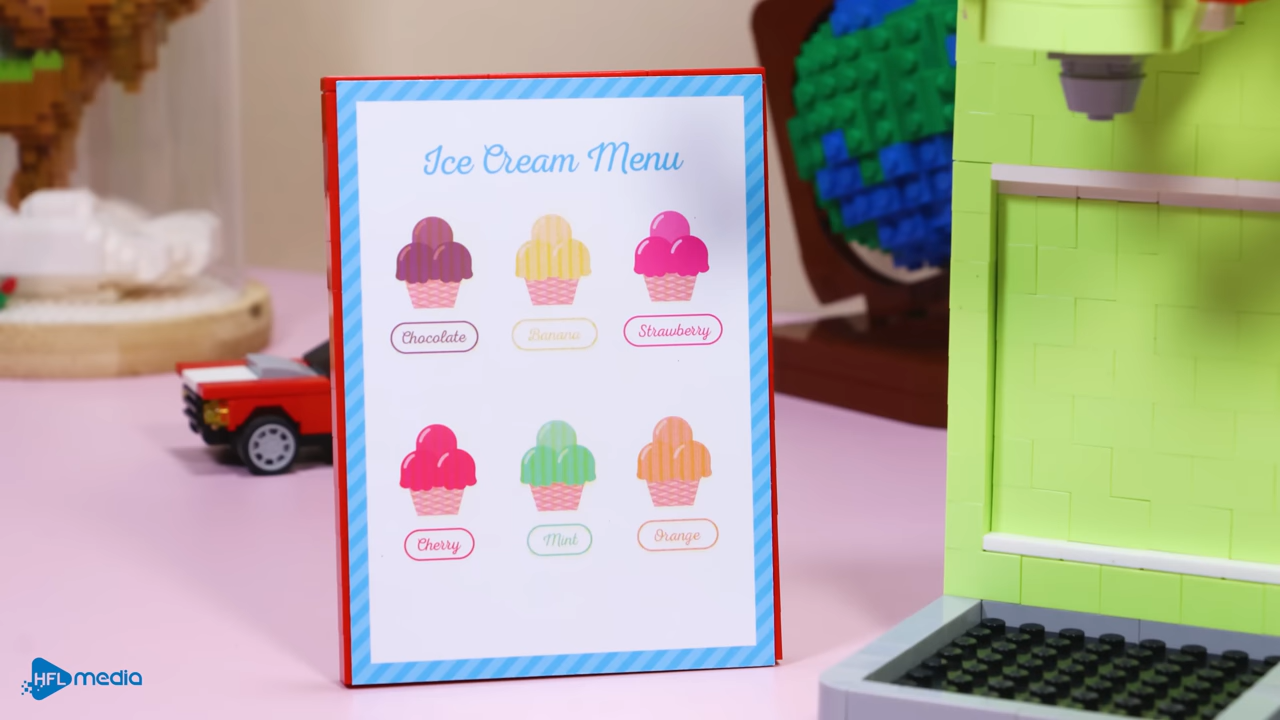 Ice Cream Menu
Chocolate
Banana
Strawberry
Cherry
Mint
Orange
HFL media